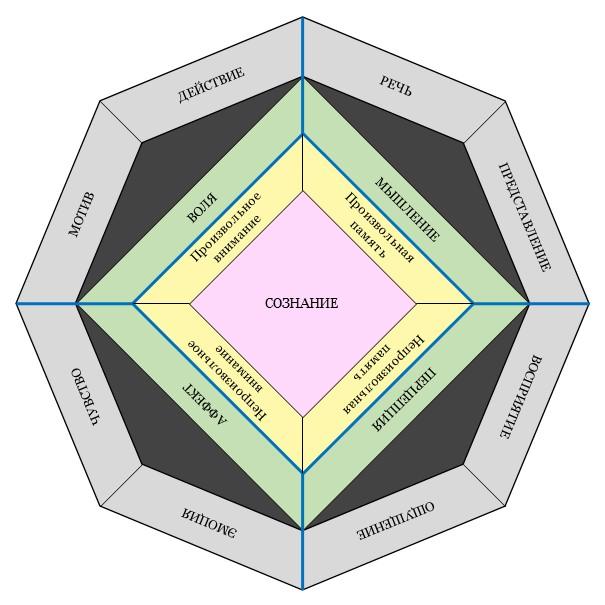 ДЕЙСТВИЕ
РЕЧЬ
МОТИВ
ПРЕДСТАВЛЕНИЕ
ВОЛЯ
МЫШЛЕНИЕ
Произвольное
внимание
Произвольная
память
СОЗНАНИЕ
Непроизвольное
внимание
Непроизвольная
память
АФФЕКТ
ПЕРЦЕПЦИЯ
ЧУВСТВО
ВОСПРИЯТИЕ
ЭМОЦИЯ
ОЩУЩЕНИЕ